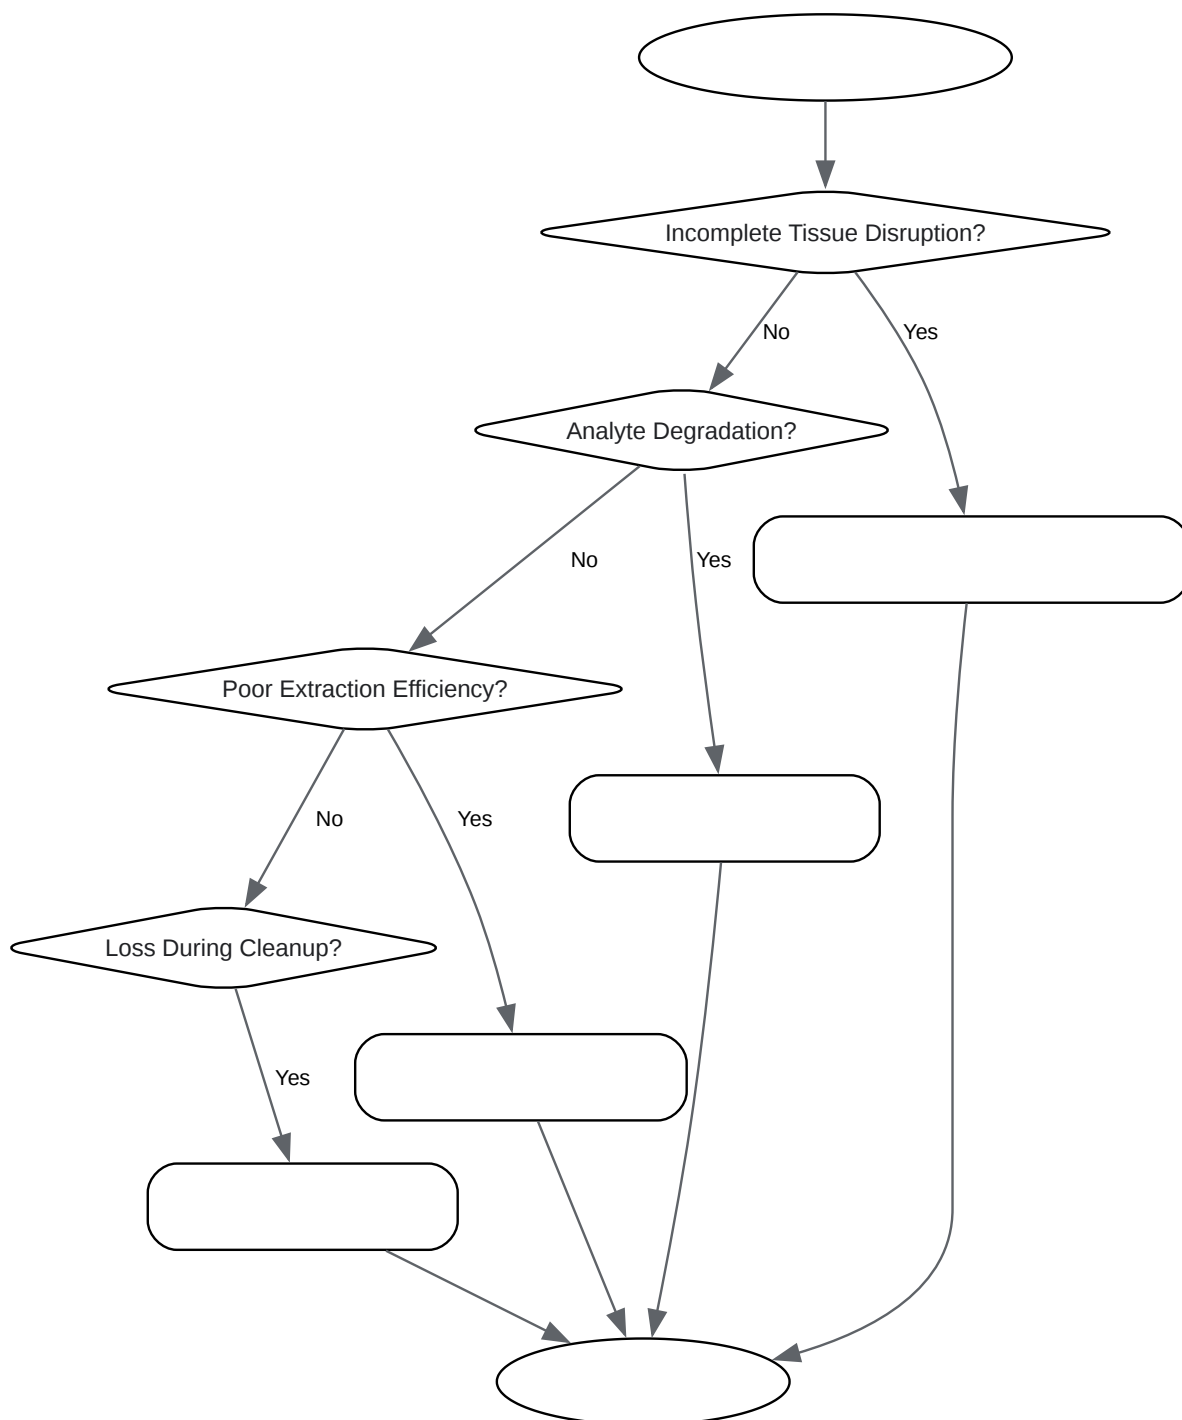 Incomplete Tissue Disruption?
No
Yes
Analyte Degradation?
No
Yes
Poor Extraction Efficiency?
No
Yes
Loss During Cleanup?
Yes